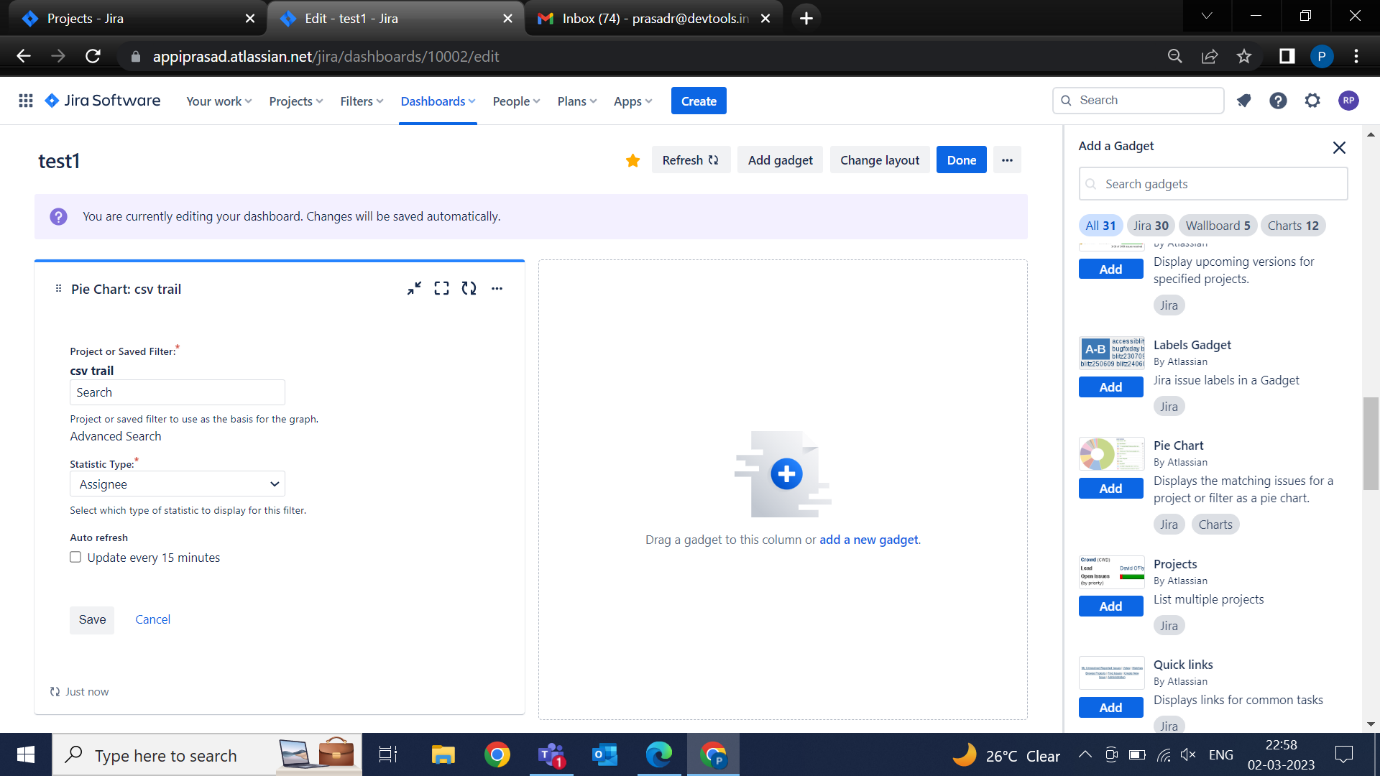 Projects - Jira
Edit - test1 - Jira
Inbox (74) - prasadr@devtools.in
appiprasad.atlassian.net/jira/dashboards/10002/edit
P
Jira Software
Your work
Projects
Filters
Dashboards
People
Plans
Apps
Create
Search
RP
test1
Refresh
Add gadget
Change layout
Done
You are currently editing your dashboard. Changes will be saved automatically.
Pie Chart: csv trail
Project or Saved Filter:*
csv trail
Search
Project or saved filter to use as the basis for the graph.
Advanced Search
Statistic Type:*
Assignee
Select which type of statistic to display for this filter.
Auto refresh
Update every 15 minutes
Save
Cancel
Just now
Drag a gadget to this column or add a new gadget.
Add a Gadget
Search gadgets
All 31
Jira 30
Wallboard 5
Charts 12
By Atlassian
Add
Display upcoming versions for
specified projects.
Jira
A-B
Labels Gadget
By Atlassian
Add
Jira issue labels in a Gadget
Jira
Pie Chart
By Atlassian
Add
Displays the matching issues for a
project or filter as a pie chart.
Jira
Charts
Lead
Open Issues
Projects
By Atlassian
Add
List multiple projects
Jira
Quick links
By Atlassian
Add
Displays links for common tasks
Jira
Type here to search
1
P
26°C Clear
ENG
22:58
02-03-2023